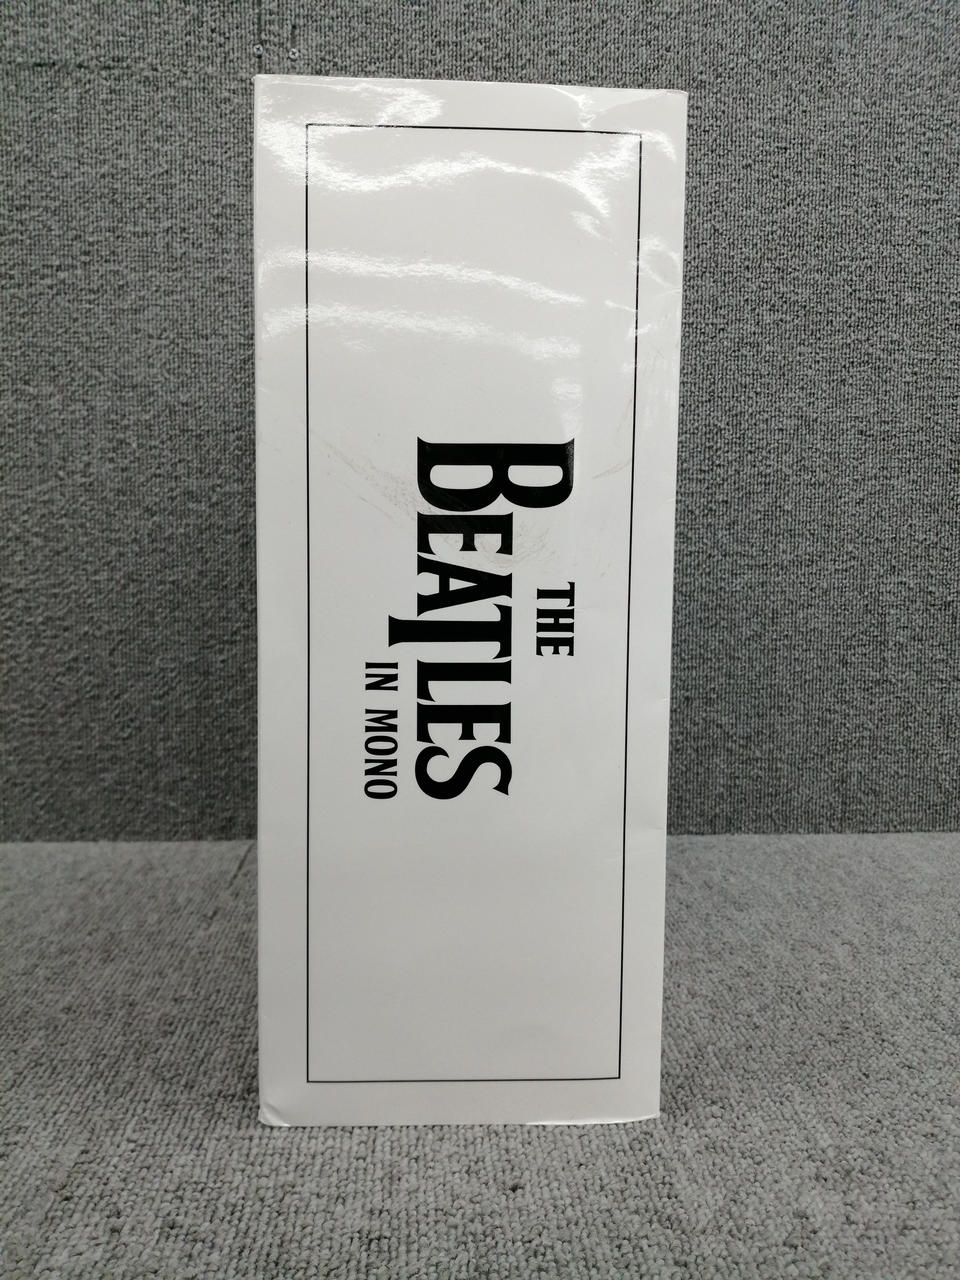 THE
BEATLES
IN MONO